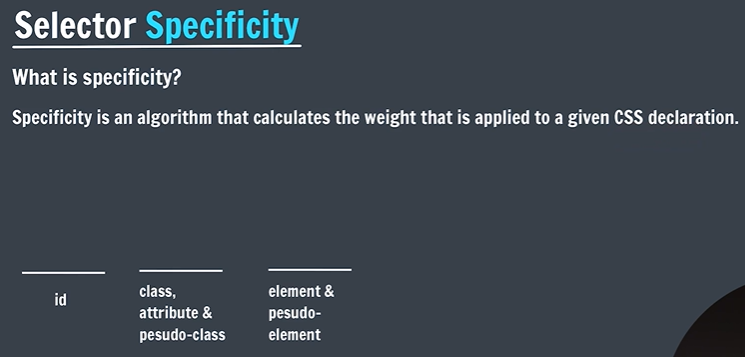 Selector Specificity
What is specificity?
Specificity is an algorithm that calculates the weight that is applied to a given CSS declaration.
id
class,
attribute &
pesudo-class
element &
pesudo-
element